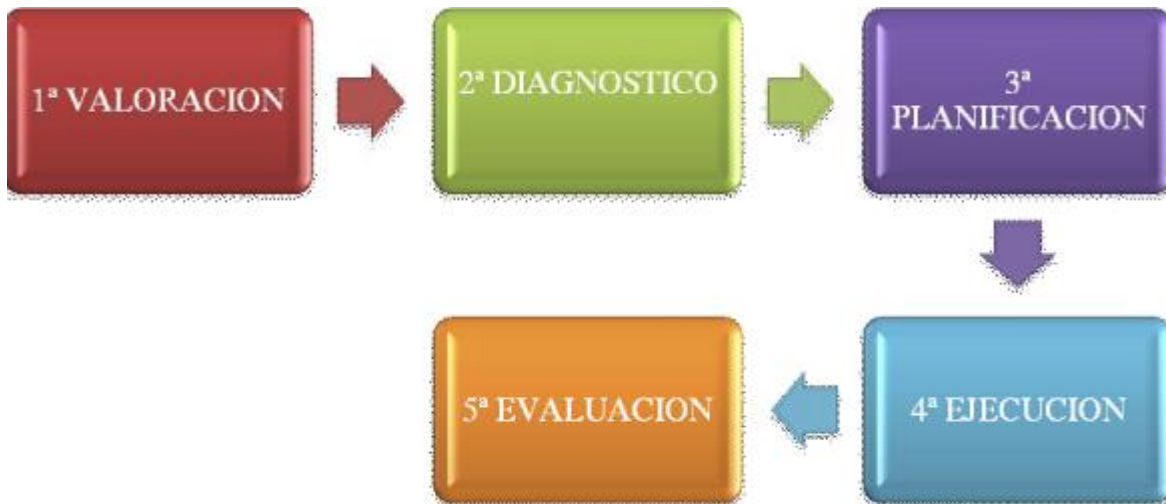 1ª VALORACION
2ª DIAGNOSTICO
3ª
PLANIFICACION
4ª EJECUCION
5ª EVALUACION